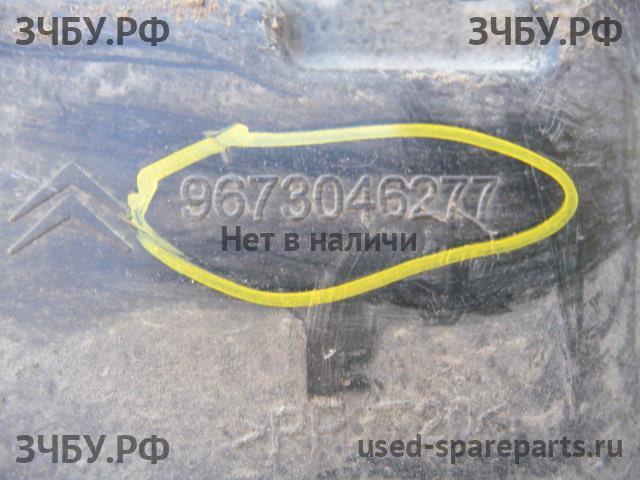 ЗЧБУ.РФ
ЗЧБУ.РФ
9673046277
Нет в наличи
ЗЧБУ.РФ
used-spareparts.ru